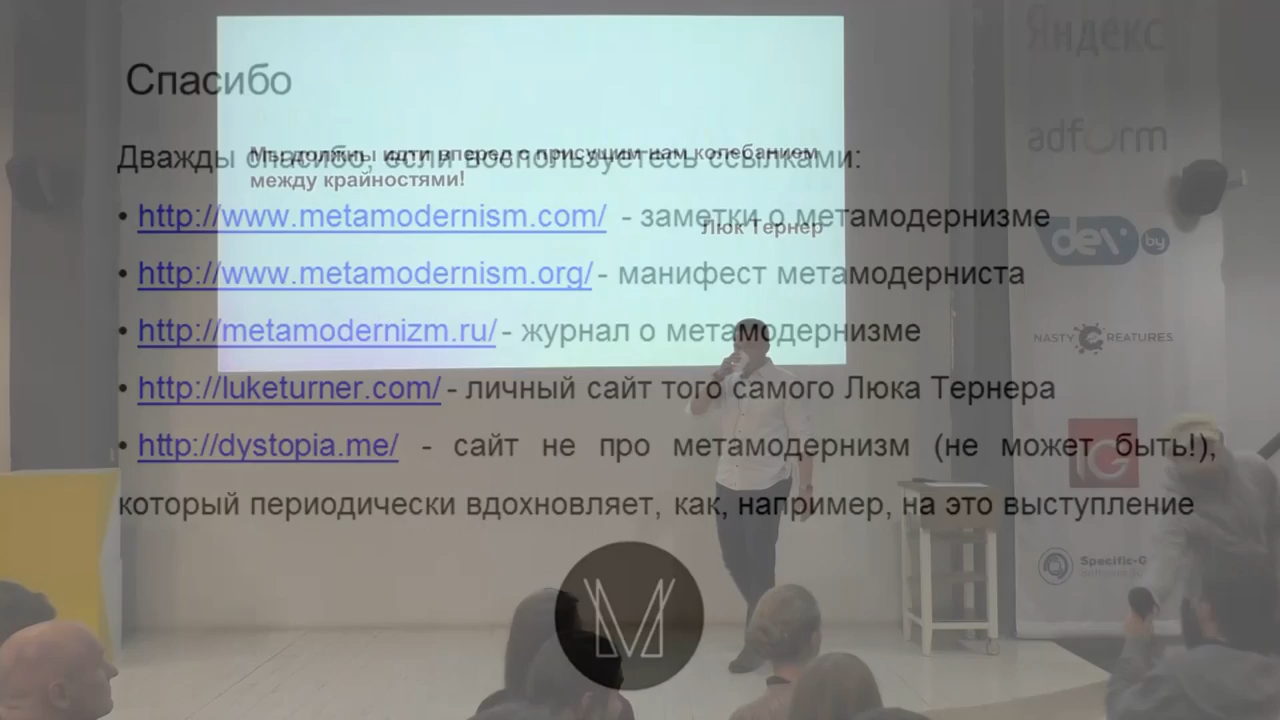 Спасибо
Дважды спасибо, если воспользуетесь ссылками:
Мы должны идти вперед с присущим нам колебанием
между крайностями!
Люк Тернер
• http://www.metamodernism.com/ - заметки о метамодернизме
• http://www.metamodernism.org/ - манифест метамодерниста
• http://metamodernizm.ru/ - журнал о метамодернизме
• http://luketurner.com/ - личный сайт того самого Люка Тернера
• http://dystopia.me/ - сайт не про метамодернизм (не может быть!),
который периодически вдохновляет, как, например, на это выступление
Яндекс
adform
dev by
NASTY CREATURES
IG